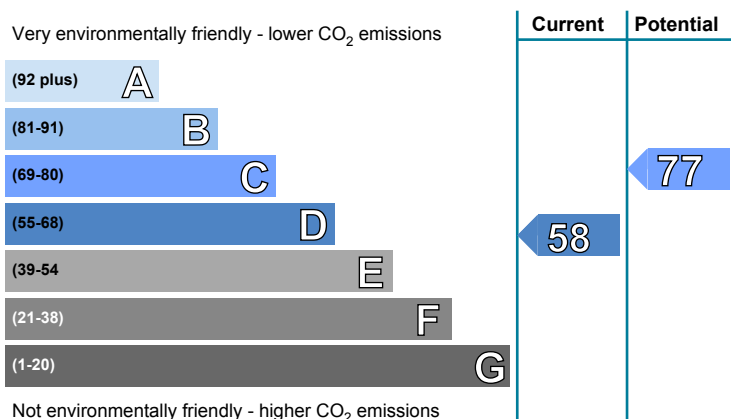 Very environmentally friendly - lower CO2 emissions
Current
Potential
(92 plus) A
(81-91) B
(69-80) C
77
(55-68) D
58
(39-54 E
(21-38) F
(1-20) G
Not environmentally friendly - higher CO2 emissions